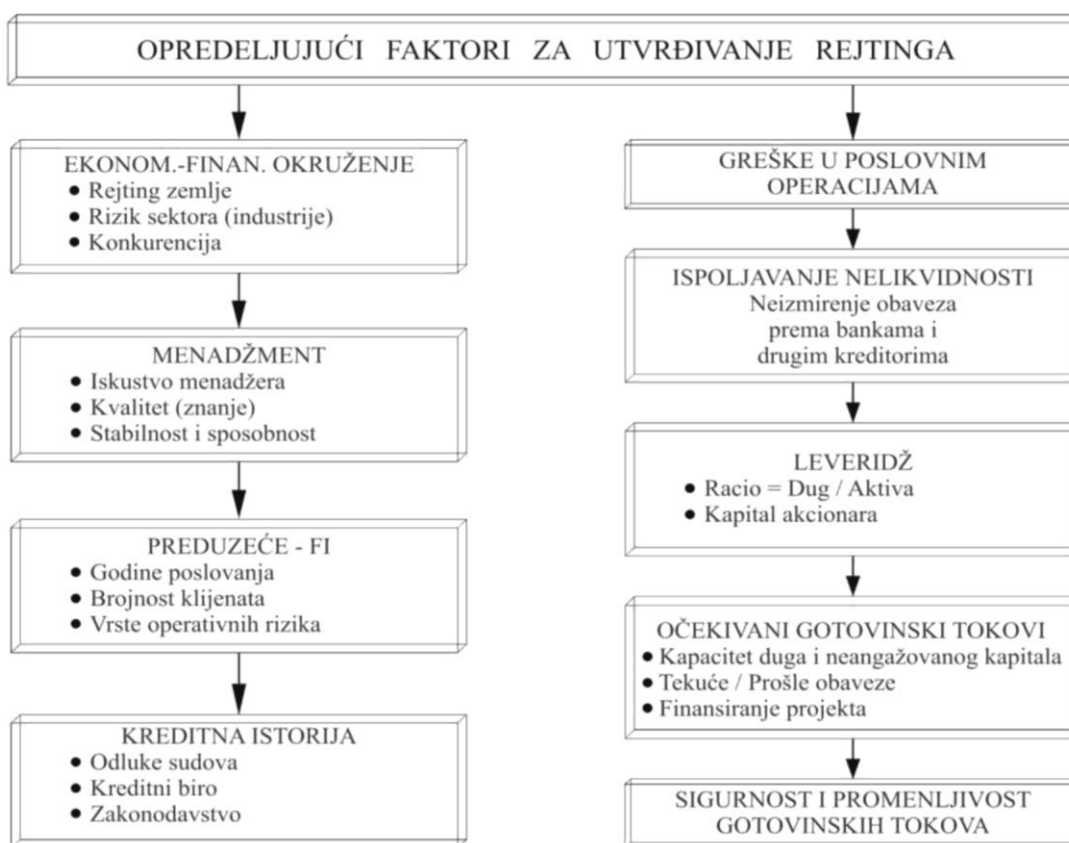 OPREDELJUJUĆI FAKTORI ZA UTVRĐIVANJE REJTINGA
EKONOM.-FINAN. OKRUŽENJE
• Rejting zemlje
• Rizik sektora (industrije)
• Konkurencija
MENADŽMENT
• Iskustvo menadžera
• Kvalitet (znanje)
• Stabilnost i sposobnost
PREDUZEĆE - FI
• Godine poslovanja
• Brojnost klijenata
• Vrste operativnih rizika
KREDITNA ISTORIJA
• Odluke sudova
• Kreditni biro
• Zakonodavstvo
GREŠKE U POSLOVNIM
OPERACIJAMA
ISPOLJAVANJE NELIKVIDNOSTI
Neizmirenje obaveza
prema bankama i
drugim kreditorima
LEVERIDŽ
• Racio = Dug / Aktiva
• Kapital akcionara
OČEKIVANI GOTOVINSKI TOKOVI
• Kapacitet duga i neangažovanog kapitala
• Tekuće / Prošle obaveze
• Finansiranje projekta
SIGURNOST I PROMENLJIVOST
GOTOVINSKIH TOKOVA